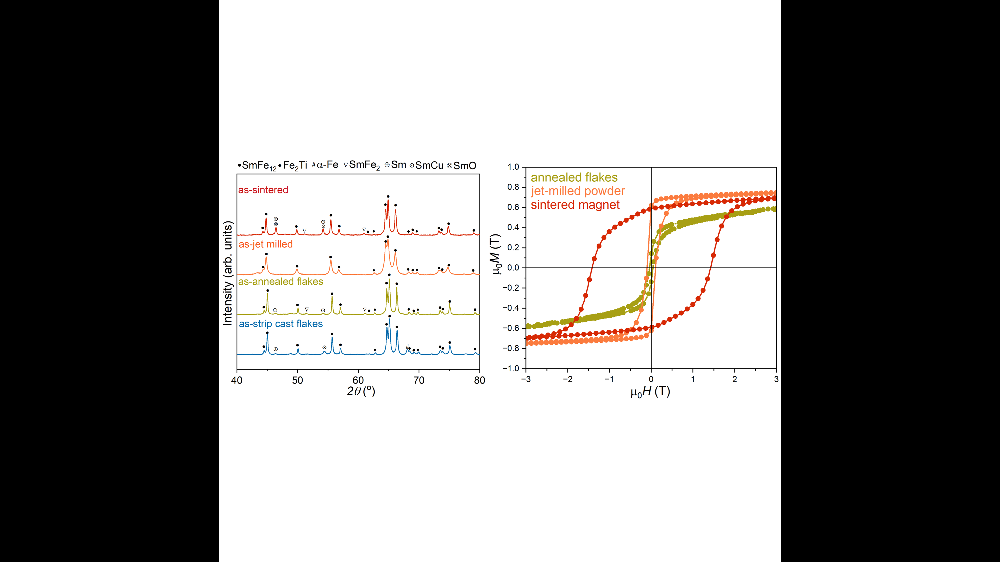 •SmFe₁₂ ♦Fe₂Ti #α-Fe ▽SmFe₂ ⊕Sm ⊙SmCu ⊗SmO
as-sintered
as-jet milled
as-annealed flakes
as-strip cast flakes
#
Intensity (arb. units)
40 50 60 70 80
2θ (°)
annealed flakes
jet-milled powder
sintered magnet
1.0
0.8
0.6
0.4
0.2
0.0
−0.2
−0.4
−0.6
−0.8
−1.0
μ₀M (T)
−3 −2 −1 0 1 2 3
μ₀H (T)